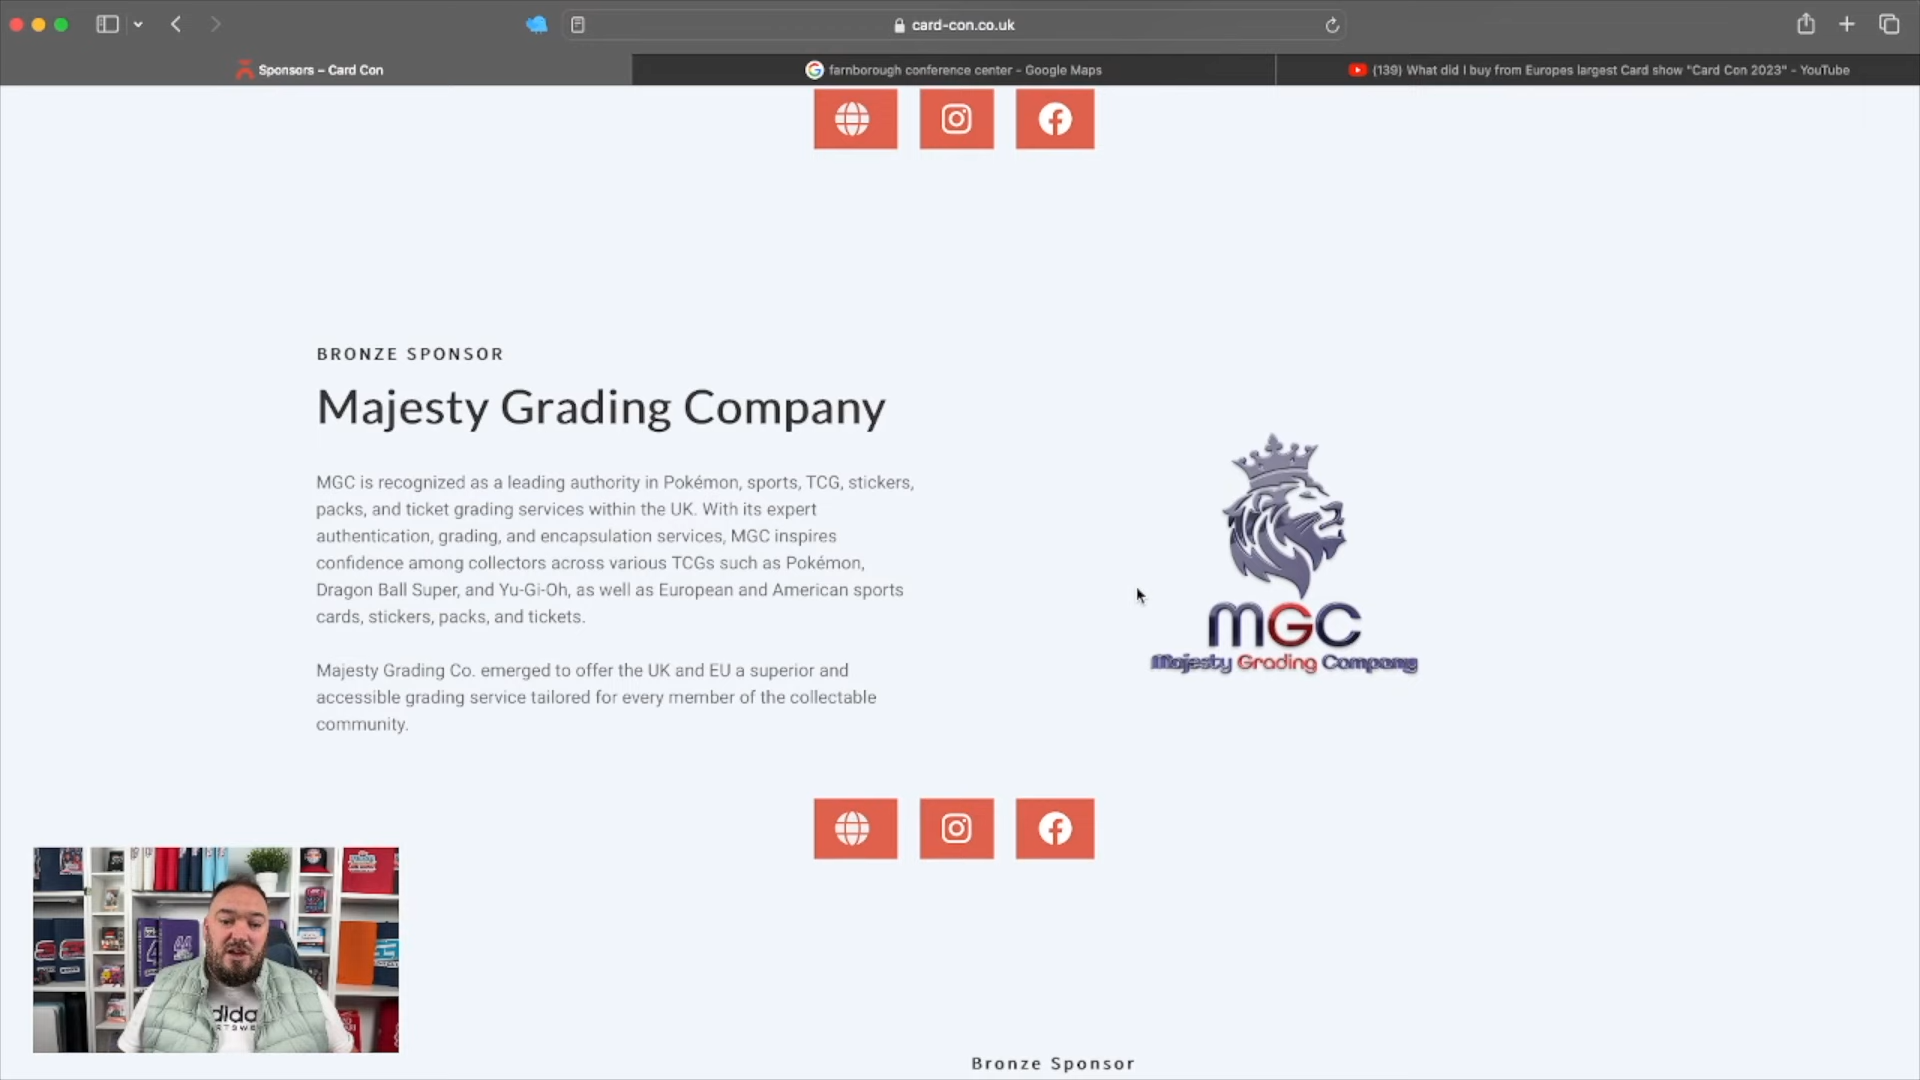 card-con.co.uk
Sponsors – Card Con
farnborough conference center - Google Maps
(139) What did I buy from Europes largest Card show "Card Con 2023" - YouTube
BRONZE SPONSOR
Majesty Grading Company
MGC is recognized as a leading authority in Pokémon, sports, TCG, stickers,
packs, and ticket grading services within the UK. With its expert
authentication, grading, and encapsulation services, MGC inspires
confidence among collectors across various TCGs such as Pokémon,
Dragon Ball Super, and Yu-Gi-Oh, as well as European and American sports
cards, stickers, packs, and tickets.
Majesty Grading Co. emerged to offer the UK and EU a superior and
accessible grading service tailored for every member of the collectable
community.
MGC
Majesty Grading Company
44
Bronze Sponsor